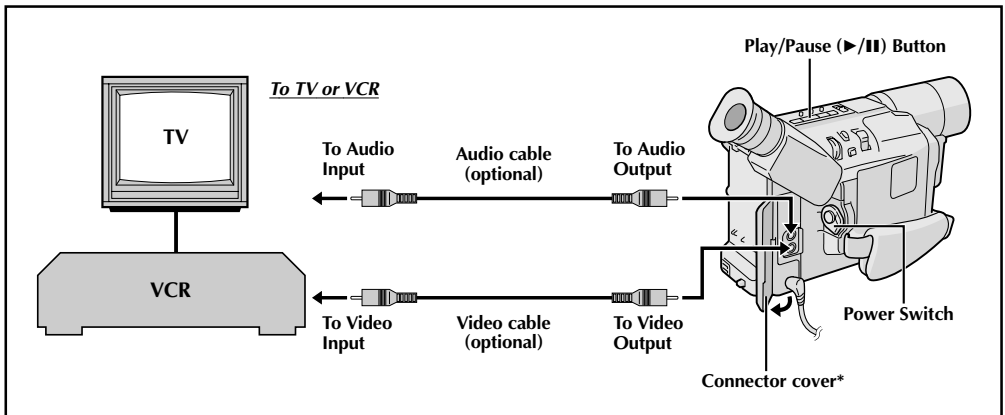 Play/Pause (►/II) Button
To TV or VCR
TV
To Audio
Input
Audio cable
(optional)
To Audio
Output
VCR
To Video
Input
Video cable
(optional)
To Video
Output
Power Switch
Connector cover*